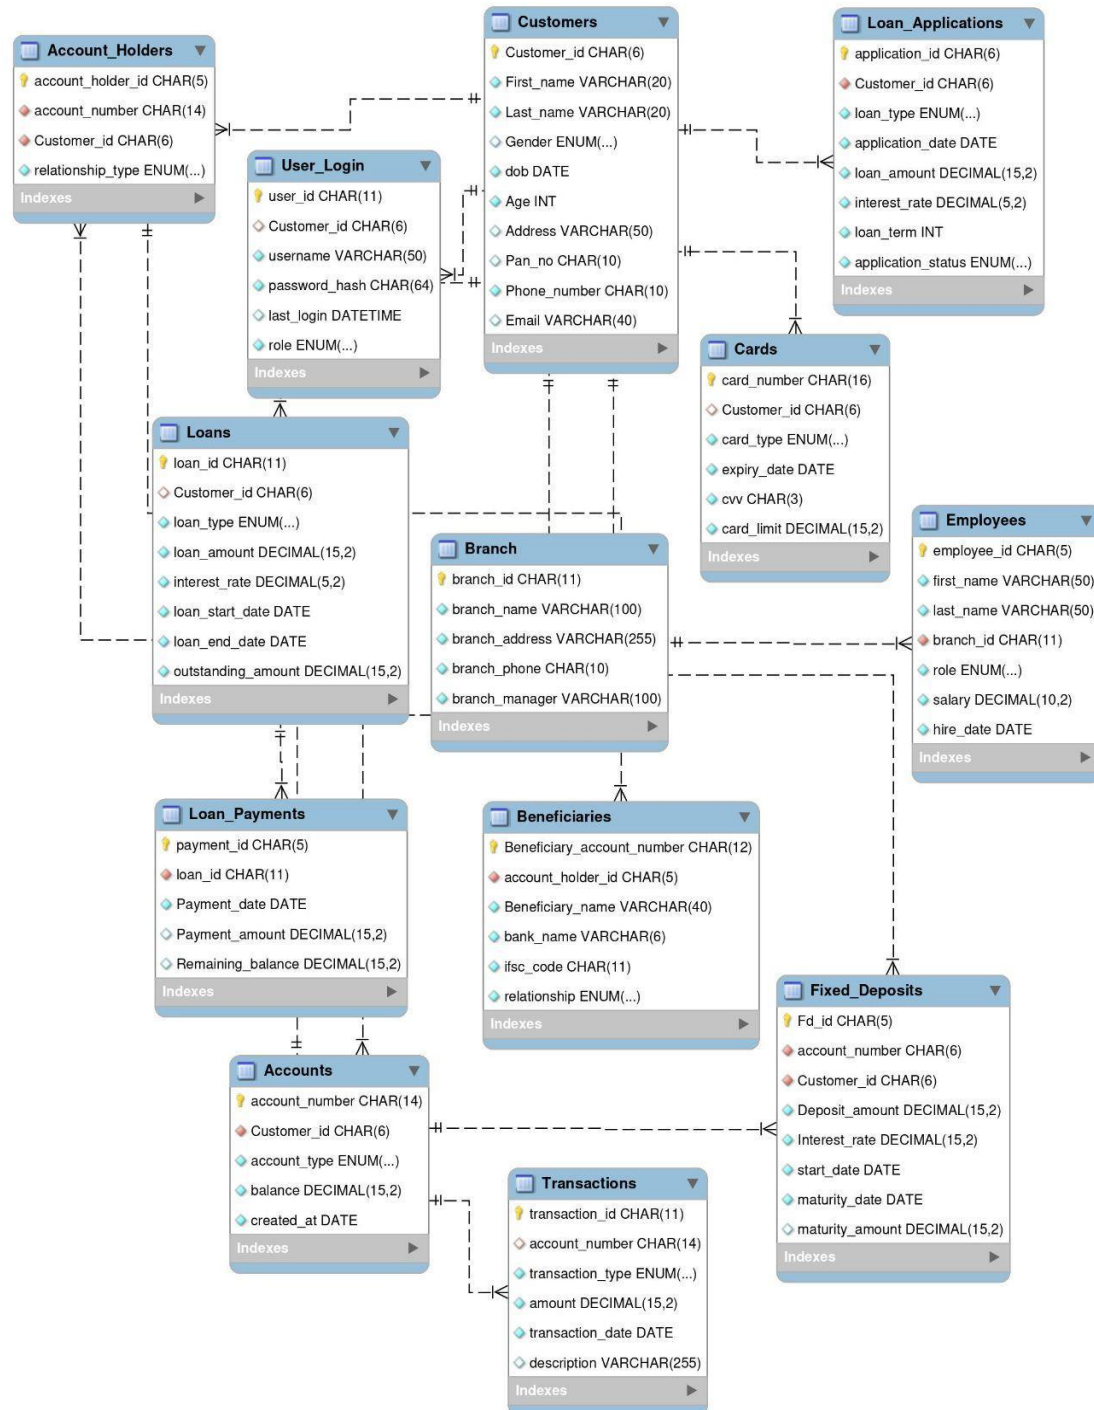 Account_Holders
account_holder_id CHAR(5)
account_number CHAR(14)
Customer_id CHAR(6)
relationship_type ENUM(...)
Indexes
Customers
Customer_id CHAR(6)
First_name VARCHAR(20)
Last_name VARCHAR(20)
Gender ENUM(...)
dob DATE
Age INT
Address VARCHAR(50)
Pan_no CHAR(10)
Phone_number CHAR(10)
Email VARCHAR(40)
Indexes
Loan_Applications
application_id CHAR(6)
Customer_id CHAR(6)
loan_type ENUM(...)
application_date DATE
loan_amount DECIMAL(15,2)
interest_rate DECIMAL(5,2)
loan_term INT
application_status ENUM(...)
Indexes
User_Login
user_id CHAR(11)
Customer_id CHAR(6)
username VARCHAR(50)
password_hash CHAR(64)
last_login DATETIME
role ENUM(...)
Indexes
Cards
card_number CHAR(16)
Customer_id CHAR(6)
card_type ENUM(...)
expiry_date DATE
cvv CHAR(3)
card_limit DECIMAL(15,2)
Indexes
Loans
loan_id CHAR(11)
Customer_id CHAR(6)
loan_type ENUM(...)
loan_amount DECIMAL(15,2)
interest_rate DECIMAL(5,2)
loan_start_date DATE
loan_end_date DATE
outstanding_amount DECIMAL(15,2)
Indexes
Branch
branch_id CHAR(11)
branch_name VARCHAR(100)
branch_address VARCHAR(255)
branch_phone CHAR(10)
branch_manager VARCHAR(100)
Indexes
Employees
employee_id CHAR(5)
first_name VARCHAR(50)
last_name VARCHAR(50)
branch_id CHAR(11)
role ENUM(...)
salary DECIMAL(10,2)
hire_date DATE
Indexes
Loan_Payments
payment_id CHAR(5)
loan_id CHAR(11)
Payment_date DATE
Payment_amount DECIMAL(15,2)
Remaining_balance DECIMAL(15,2)
Indexes
Beneficiaries
Beneficiary_account_number CHAR(12)
account_holder_id CHAR(5)
Beneficiary_name VARCHAR(40)
bank_name VARCHAR(6)
ifsc_code CHAR(11)
relationship ENUM(...)
Indexes
Fixed_Deposits
Fd_id CHAR(5)
account_number CHAR(6)
Customer_id CHAR(6)
Deposit_amount DECIMAL(15,2)
Interest_rate DECIMAL(15,2)
start_date DATE
maturity_date DATE
maturity_amount DECIMAL(15,2)
Indexes
Accounts
account_number CHAR(14)
Customer_id CHAR(6)
account_type ENUM(...)
balance DECIMAL(15,2)
created_at DATE
Indexes
Transactions
transaction_id CHAR(11)
account_number CHAR(14)
transaction_type ENUM(...)
amount DECIMAL(15,2)
transaction_date DATE
description VARCHAR(255)
Indexes